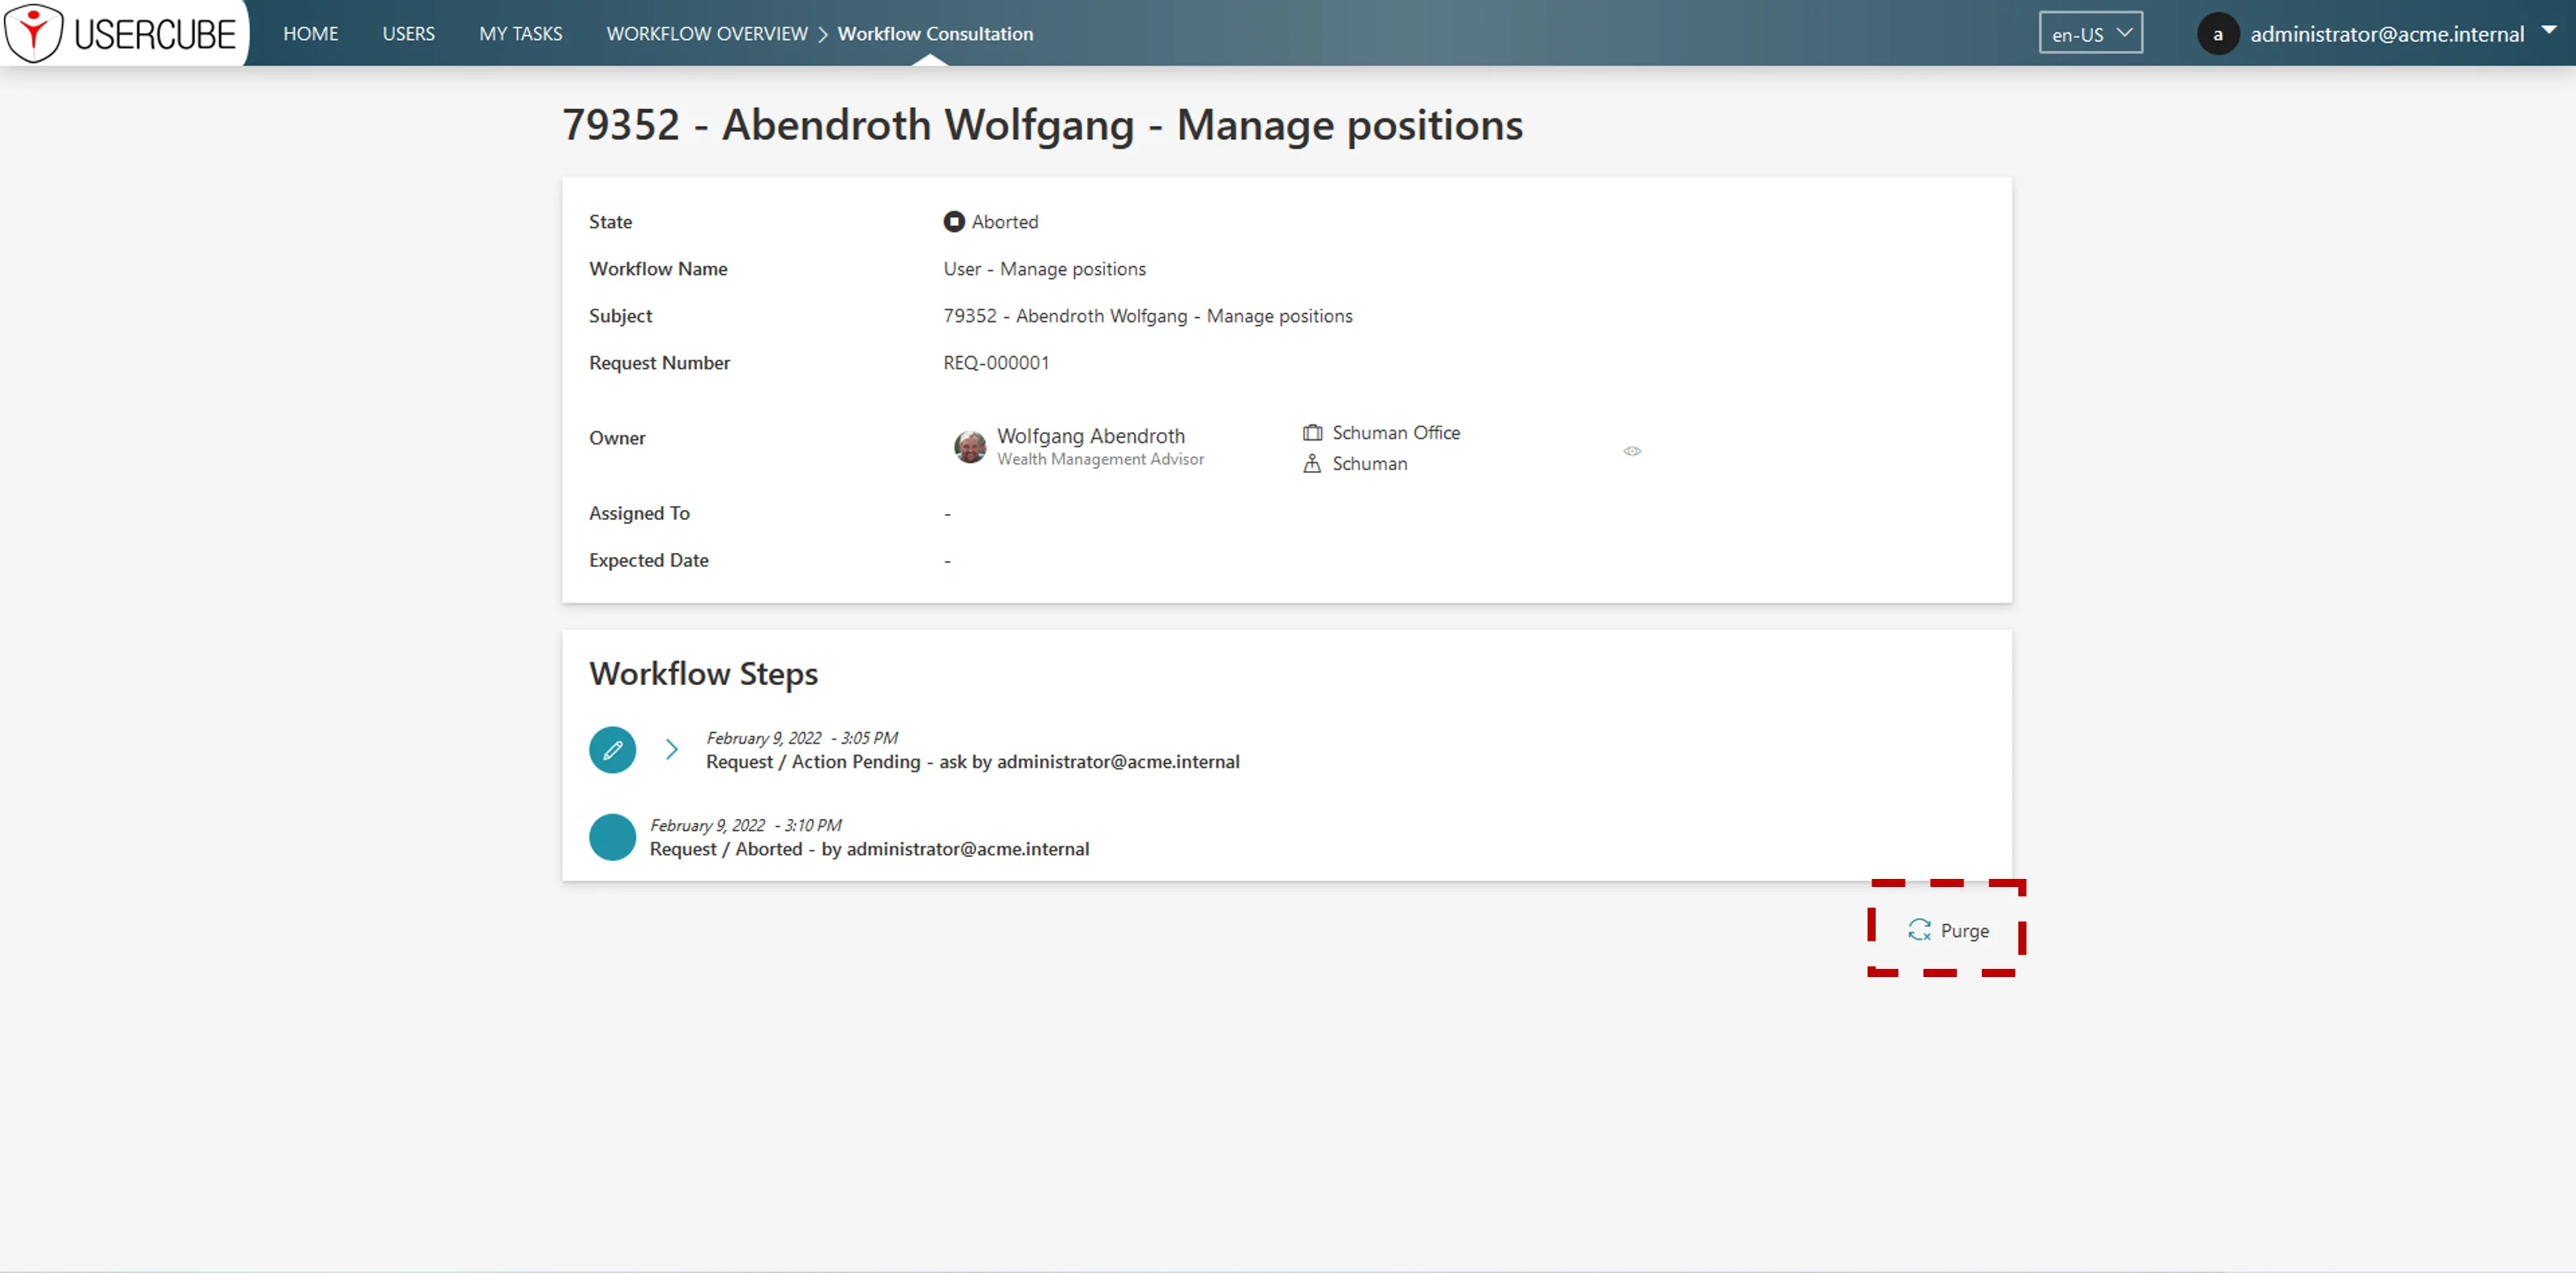 USERCUBE HOME USERS MY TASKS WORKFLOW OVERVIEW Workflow Consultation en-US a administrator@acme.internal
79352 - Abendroth Wolfgang - Manage positions
State Aborted
Workflow Name User - Manage positions
Subject 79352 - Abendroth Wolfgang - Manage positions
Request Number REQ-000001
Owner Wolfgang Abendroth Schuman Office
Wealth Management Advisor Schuman
Assigned To -
Expected Date -
Workflow Steps
February 9, 2022 - 3:05 PM
Request / Action Pending - ask by administrator@acme.internal
February 9, 2022 - 3:10 PM
Request / Aborted - by administrator@acme.internal
Purge